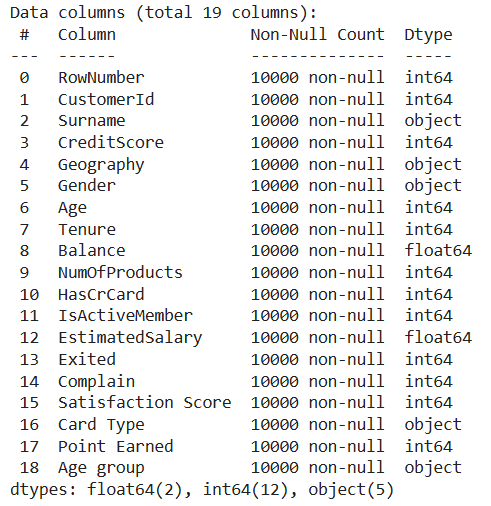 Data columns (total 19 columns):
 #   Column              Non-Null Count  Dtype
---  ------              --------------  -----
 0   RowNumber           10000 non-null  int64
 1   CustomerId          10000 non-null  int64
 2   Surname             10000 non-null  object
 3   CreditScore         10000 non-null  int64
 4   Geography           10000 non-null  object
 5   Gender              10000 non-null  object
 6   Age                 10000 non-null  int64
 7   Tenure              10000 non-null  int64
 8   Balance             10000 non-null  float64
 9   NumOfProducts       10000 non-null  int64
 10  HasCrCard           10000 non-null  int64
 11  IsActiveMember      10000 non-null  int64
 12  EstimatedSalary     10000 non-null  float64
 13  Exited              10000 non-null  int64
 14  Complain            10000 non-null  int64
 15  Satisfaction Score  10000 non-null  int64
 16  Card Type           10000 non-null  object
 17  Point Earned        10000 non-null  int64
 18  Age group           10000 non-null  object
dtypes: float64(2), int64(12), object(5)